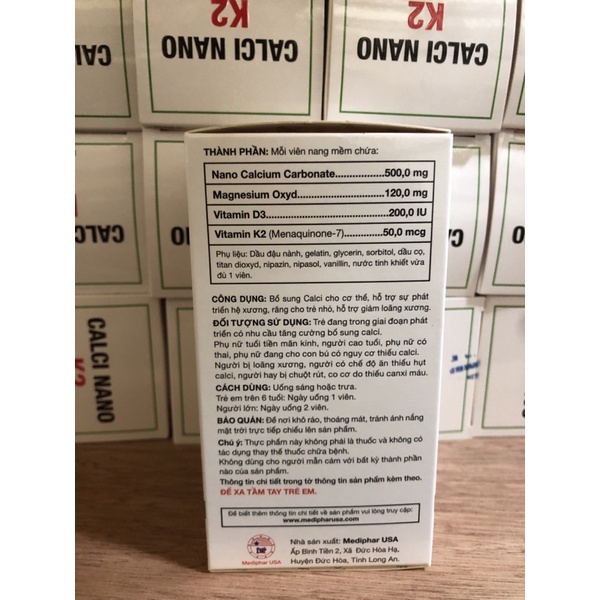 K2
CALCI NANO
K2
CALCI NANO
CALCI NANO
K2
CALCI NANO
K2
CALCI NANO
THÀNH PHẦN: Mỗi viên nang mềm chứa:
Nano Calcium Carbonate.................500,0 mg
Magnesium Oxyd.............................120,0 mg
Vitamin D3.........................................200,0 IU
Vitamin K2 (Menaquinone-7)..............50,0 mcg
Phụ liệu: Dầu đậu nành, gelatin, glycerin, sorbitol, dầu cọ,
titan dioxyd, nipazin, nipasol, vanillin, nước tinh khiết vừa
đủ 1 viên.
CÔNG DỤNG: Bổ sung Calci cho cơ thể, hỗ trợ sự phát
triển hệ xương, răng cho trẻ nhỏ, hỗ trợ giảm loãng xương.
ĐỐI TƯỢNG SỬ DỤNG: Trẻ đang trong giai đoạn phát
triển có nhu cầu tăng cường bổ sung calci.
Phụ nữ tuổi tiền mãn kinh, người cao tuổi, phụ nữ có
thai, phụ nữ đang cho con bú có nguy cơ thiếu calci.
Người bị loãng xương, người có chế độ ăn thiếu hụt
calci, người hay bị chuột rút, co cơ do thiếu canxi máu.
CÁCH DÙNG: Uống sáng hoặc trưa.
Trẻ em trên 6 tuổi: Ngày uống 1 viên.
Người lớn: Ngày uống 2 viên.
BẢO QUẢN: Để nơi khô ráo, thoáng mát, tránh ánh nắng
mặt trời trực tiếp chiếu lên sản phẩm.
Chú ý: Thực phẩm này không phải là thuốc và không có
tác dụng thay thế thuốc chữa bệnh.
Không dùng cho người mẫn cảm với bất kỳ thành phần
nào của sản phẩm.
Thông tin chi tiết trong tờ thông tin sản phẩm kèm theo.
ĐỂ XA TẦM TAY TRẺ EM.
Để biết thêm thông tin chi tiết về sản phẩm vui lòng truy cập:
www.medipharusa.com
Mediphar USA
Nhà sản xuất: Mediphar USA
Ấp Bình Tiền 2, Xã Đức Hòa Hạ,
Huyện Đức Hòa, Tỉnh Long An.